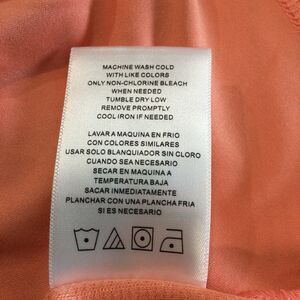 MACHINE WASH COLD
WITH LIKE COLORS
ONLY NON-CHLORINE BLEACH
WHEN NEEDED
TUMBLE DRY LOW
REMOVE PROMPTLY
COOL IRON IF NEEDED
LAVAR A MAQUINA EN FRIO
CON COLORES SIMILARES
USAR SOLO BLANQUIADOR SIN CLORO
CUANDO SEA NECESARIO
SECAR EN MAQUINA A
TEMPERATURA BAJA
SACAR INMEDIATAMENTE
PLANCHAR CON UNA PLANCHA FRIA
SI ES NECESARIO